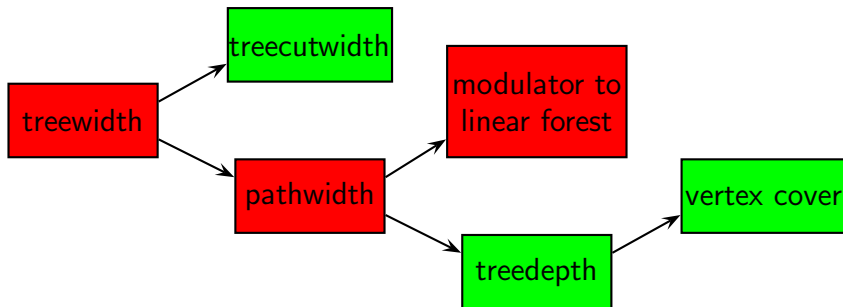 treecutwidth
treewidth
modulator to
linear forest
pathwidth
vertex cover
treedepth